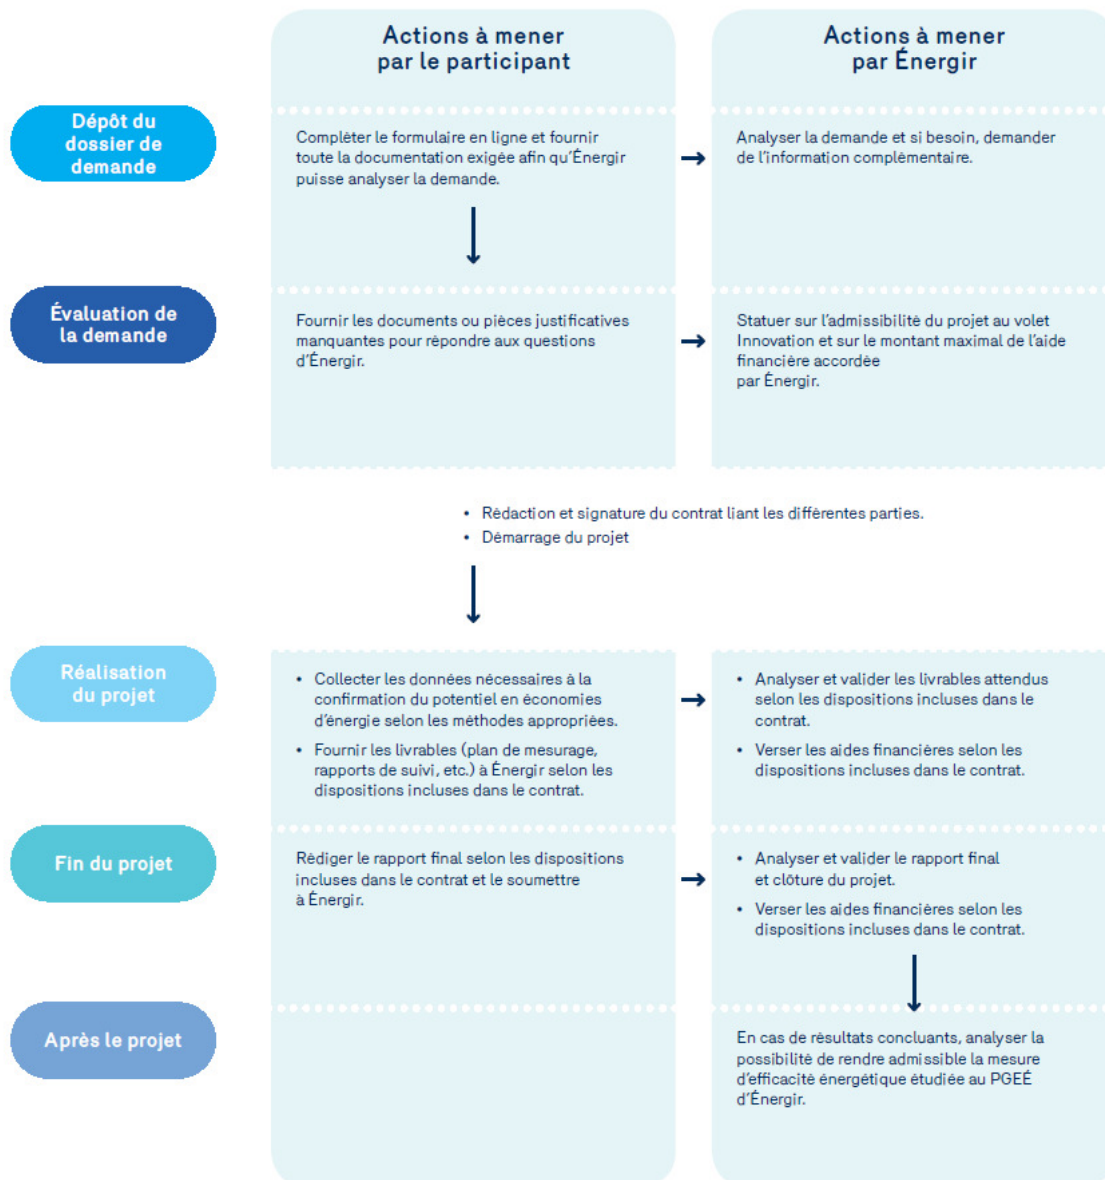 Actions à mener
par le participant
Actions à mener
par Énergir
Dépôt du
dossier de
demande
Compléter le formulaire en ligne et fournir
toute la documentation exigée afin qu'Énergir
puisse analyser la demande.
→
Analyser la demande et si besoin, demander
de l'information complémentaire.
Évaluation de
la demande
Fournir les documents ou pièces justificatives
manquantes pour répondre aux questions
d'Énergir.
→
Statuer sur l'admissibilité du projet au volet
Innovation et sur le montant maximal de l'aide
financière accordée
par Énergir.
• Rédaction et signature du contrat liant les différentes parties.
• Démarrage du projet
Réalisation
du projet
• Collecter les données nécessaires à la
confirmation du potentiel en économies
d'énergie selon les méthodes appropriées.
• Fournir les livrables (plan de mesurage,
rapports de suivi, etc.) à Énergir selon les
dispositions incluses dans le contrat.
→
• Analyser et valider les livrables attendus
selon les dispositions incluses dans le
contrat.
• Verser les aides financières selon les
dispositions incluses dans le contrat.
Fin du projet
Rédiger le rapport final selon les dispositions
incluses dans le contrat et le soumettre
à Énergir.
→
• Analyser et valider le rapport final
et clôture du projet.
• Verser les aides financières selon les
dispositions incluses dans le contrat.
Après le projet
En cas de résultats concluants, analyser la
possibilité de rendre admissible la mesure
d'efficacité énergétique étudiée au PGEÉ
d'Énergir.